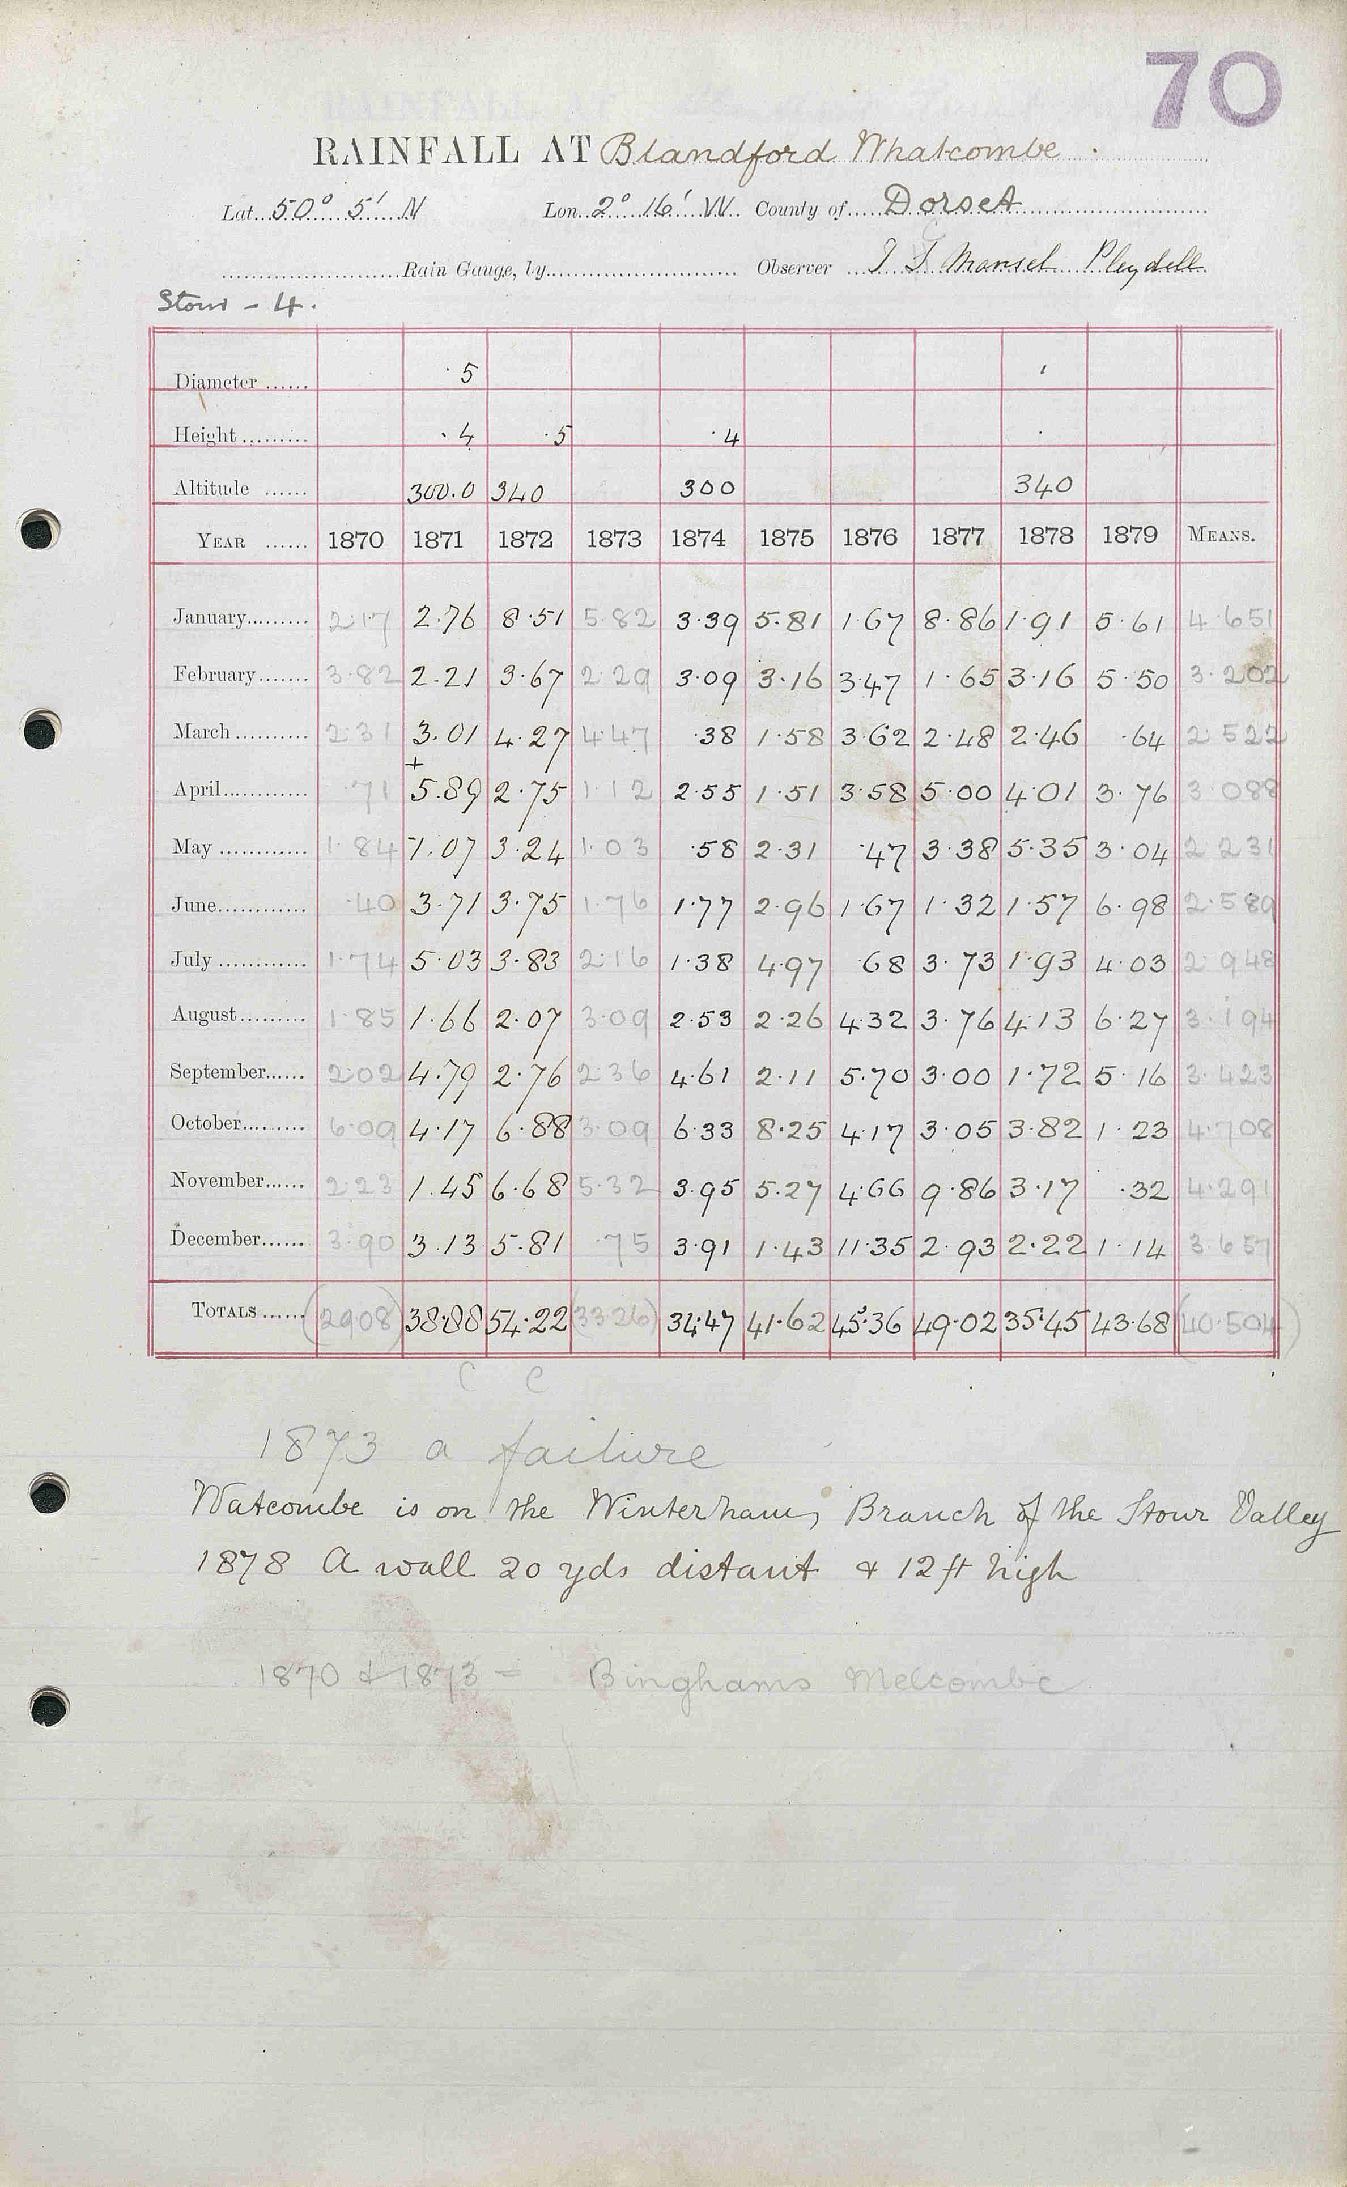 70
RAINFALL AT Blandford Whatcombe .
Lat. 50° 5' N Lon. 2° 16' W County of Dorset
Rain Gauge, by Observer J Mansel Pleydell
Stour - 4.
Diameter 5
Height ·4 ·5 ·4
Altitude 300.0 340 300 340
YEAR 1870 1871 1872 1873 1874 1875 1876 1877 1878 1879 MEANS.
January 2·17 2.76 8·51 5·82 3·39 5·81 1·67 8·86 1·91 5·61 4·651
February 3·82 2.21 3·67 2·29 3·09 3·16 3·47 1·65 3·16 5·50 3·202
March 2·31 3.01 4·27 4·47 ·38 1·58 3·62 2·48 2·46 ·64 2·522
+
April ·71 5.89 2·75 1·12 2·55 1·51 3·58 5·00 4·01 3·76 3·088
May 1·84 1.07 3·24 1·03 ·58 2·31 ·47 3·38 5·35 3·04 2·231
June ·40 3·71 3·75 1·76 1·77 2·96 1·67 1·32 1·57 6·98 2·589
July 1·74 5·03 3·83 2·16 1·38 4·97 68 3·73 1·93 4·03 2·948
August 1·85 1·66 2·07 3·09 2·53 2·26 4·32 3·76 4·13 6·27 3·194
September 2·02 4·79 2·76 2·36 4·61 2·11 5·70 3·00 1·72 5·16 3·423
October 6·09 4·17 6·88 3·09 6·33 8·25 4·17 3·05 3·82 1·23 4·708
November 2·23 1.45 6·68 5·32 3·95 5·27 4·66 9·86 3·17 ·32 4·291
December 3·90 3·13 5·81 ·75 3·91 1·43 11·35 2·93 2·22 1·14 3·657
TOTALS (29·08) 38·88 54·22 (33·26) 34·47 41·62 45·36 49·02 35·45 43·68 (40·504)
C C
1873 a failure
Watcombe is on the Branch of the Stour Valley
1878 A wall 20 yds distant & 12 ft high
1870 & 1873 = Binghams Melcombe